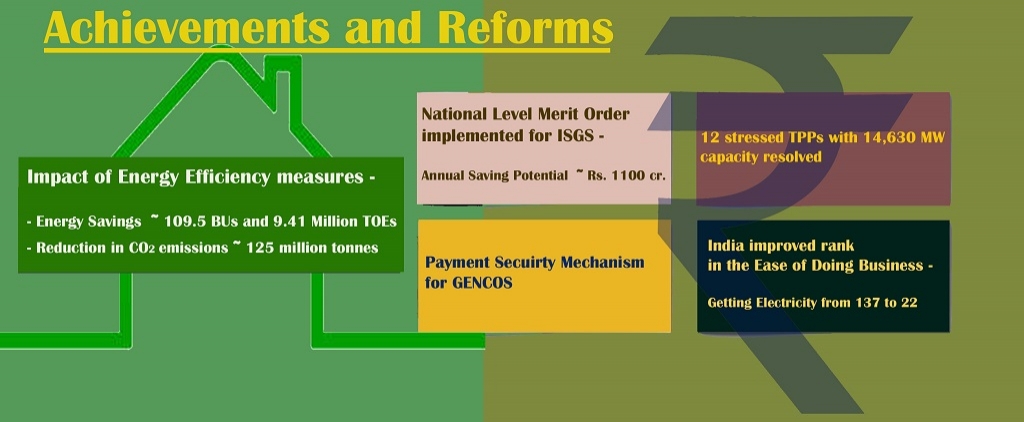 Achievements and Reforms
Impact of Energy Efficiency measures -
- Energy Savings ~ 109.5 BUs and 9.41 Million TOEs
- Reduction in CO2 emissions ~ 125 million tonnes
National Level Merit Order
implemented for ISGS -
Annual Saving Potential ~ Rs. 1100 cr.
12 stressed TPPs with 14,630 MW
capacity resolved
Payment Secuirty Mechanism
for GENCOS
India improved rank
in the Ease of Doing Business -
Getting Electricity from 137 to 22